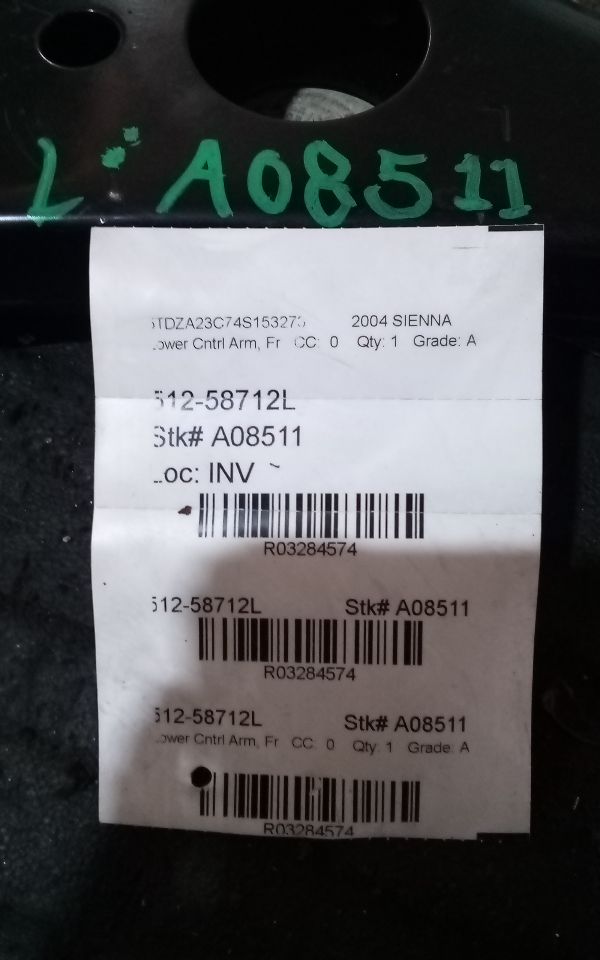 L: A08511
5TDZA23C74S15327 2004 SIENNA
Lower Cntrl Arm, Fr CC: 0 Qty: 1 Grade: A
512-58712L
Stk# A08511
Loc: INV
R03284574
512-58712L Stk# A08511
R03284574
512-58712L Stk# A08511
Lower Cntrl Arm, Fr CC: 0 Qty: 1 Grade: A
R03284574